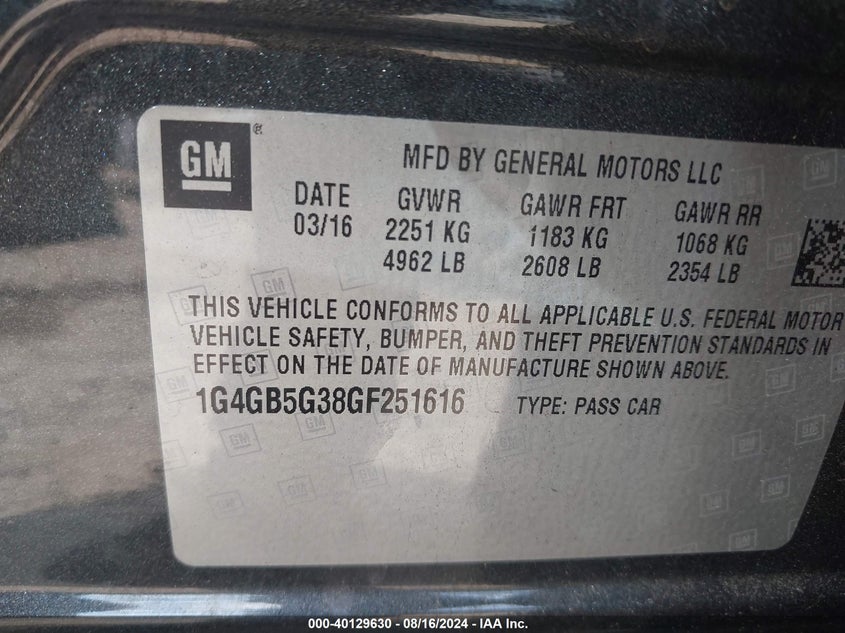 GM®
MFD BY GENERAL MOTORS LLC
DATE GVWR GAWR FRT GAWR RR
03/16 2251 KG 1183 KG 1068 KG
4962 LB 2608 LB 2354 LB
THIS VEHICLE CONFORMS TO ALL APPLICABLE U.S. FEDERAL MOTOR
VEHICLE SAFETY, BUMPER, AND THEFT PREVENTION STANDARDS IN
EFFECT ON THE DATE OF MANUFACTURE SHOWN ABOVE.
1G4GB5G38GF251616 TYPE: PASS CAR
000-40129630 - 08/16/2024 - IAA Inc.